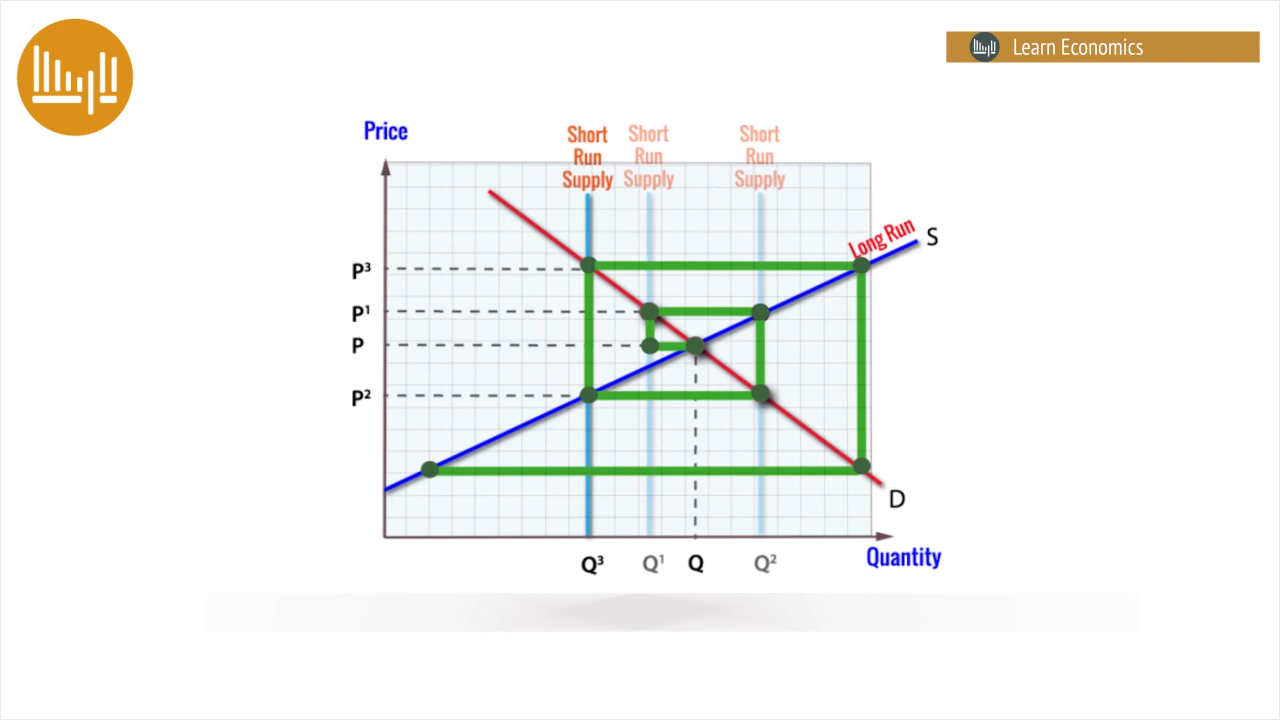 Learn Economics
Price
Short
Run
Supply
Short
Run
Supply
Short
Run
Supply
Long Run
S
P³
P¹
P
P²
D
Q³
Q¹
Q
Q²
Quantity